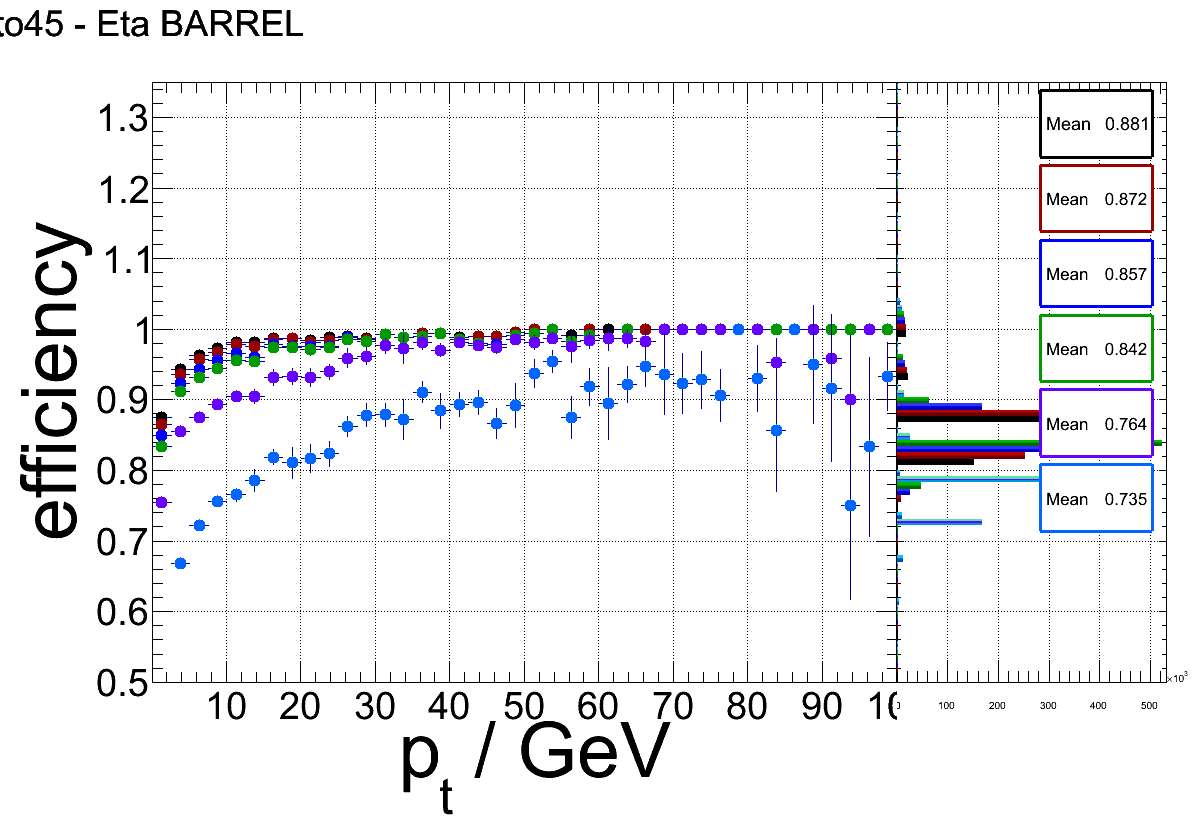 to45 - Eta BARREL
1.3
1.2
1.1
1
0.9
0.8
0.7
0.6
0.5
efficiency
10 20 30 40 50 60 70 80 90
p_t / GeV
Mean 0.881
Mean 0.872
Mean 0.857
Mean 0.842
Mean 0.764
Mean 0.735
100 200 300 400 500
×10³